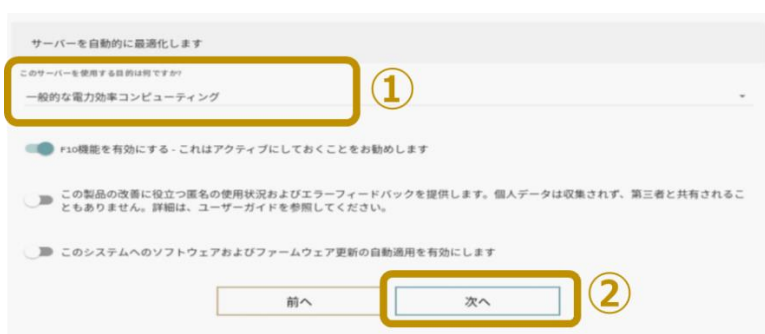 サーバーを自動的に最適化します
このサーバーを使用する目的は何ですか?
一般的な電力効率コンピューティング
①
F10機能を有効にする - これはアクティブにしておくことをお勧めします
この製品の改善に役立つ匿名の使用状況およびエラーフィードバックを提供します。個人データは収集されず、第三者と共有されるこ
ともありません。詳細は、ユーザーガイドを参照してください。
このシステムへのソフトウェアおよびファームウェア更新の自動適用を有効にします
前へ
次へ
②